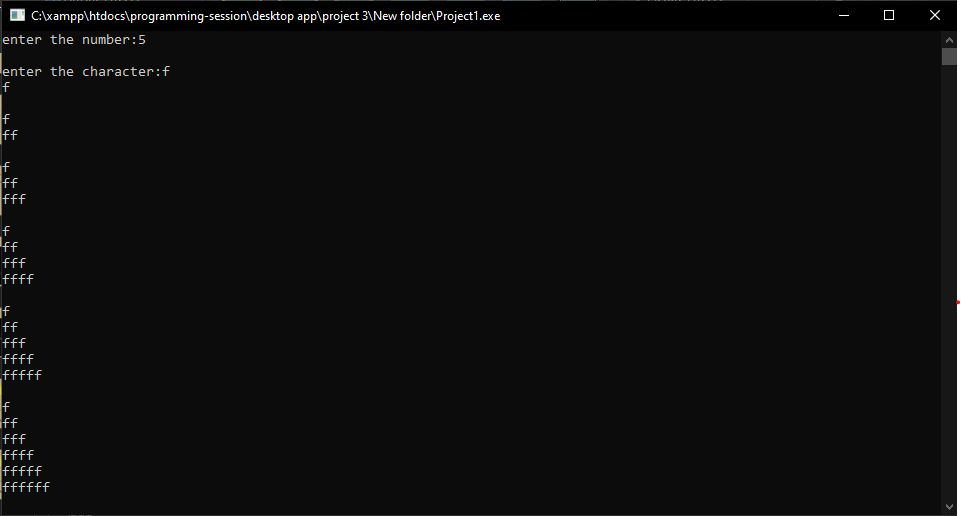 C:\xampp\htdocs\programming-session\desktop app\project 3\New folder\Project1.exe
enter the number:5
enter the character:f
f
f
ff
f
ff
fff
f
ff
fff
ffff
f
ff
fff
ffff
fffff
f
ff
fff
ffff
fffff
ffffff